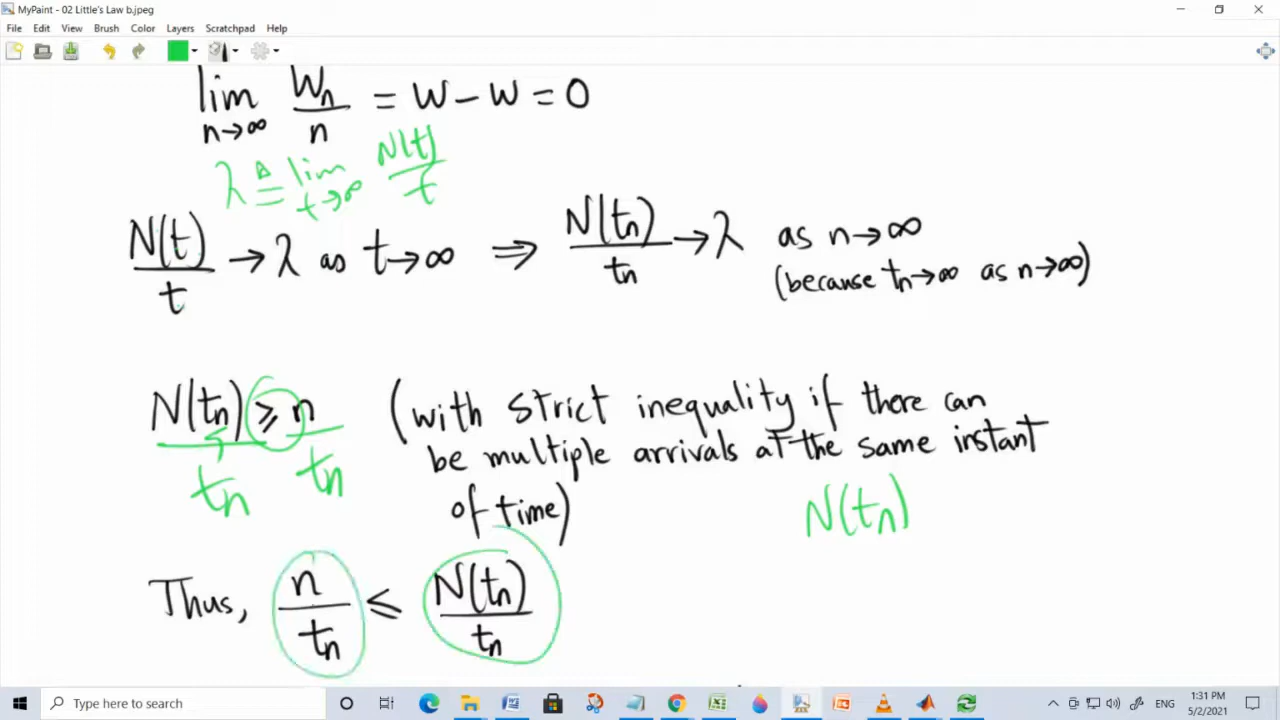 MyPaint - 02 Little's Law b.jpeg
File Edit View Brush Color Layers Scratchpad Help
lim n→∞ Wn/n = W – W = 0
λ ≜ lim t→∞ N(t)/t
N(t)/t → λ as t→∞ ⇒ N(tn)/tn → λ as n→∞
(because tn→∞ as n→∞)
N(tn) ≥ n (with strict inequality if there can
tn tn be multiple arrivals at the same instant
of time) N(tn)
Thus, n/tn ≤ N(tn)/tn
Type here to search
ENG
1:31 PM
5/2/2021